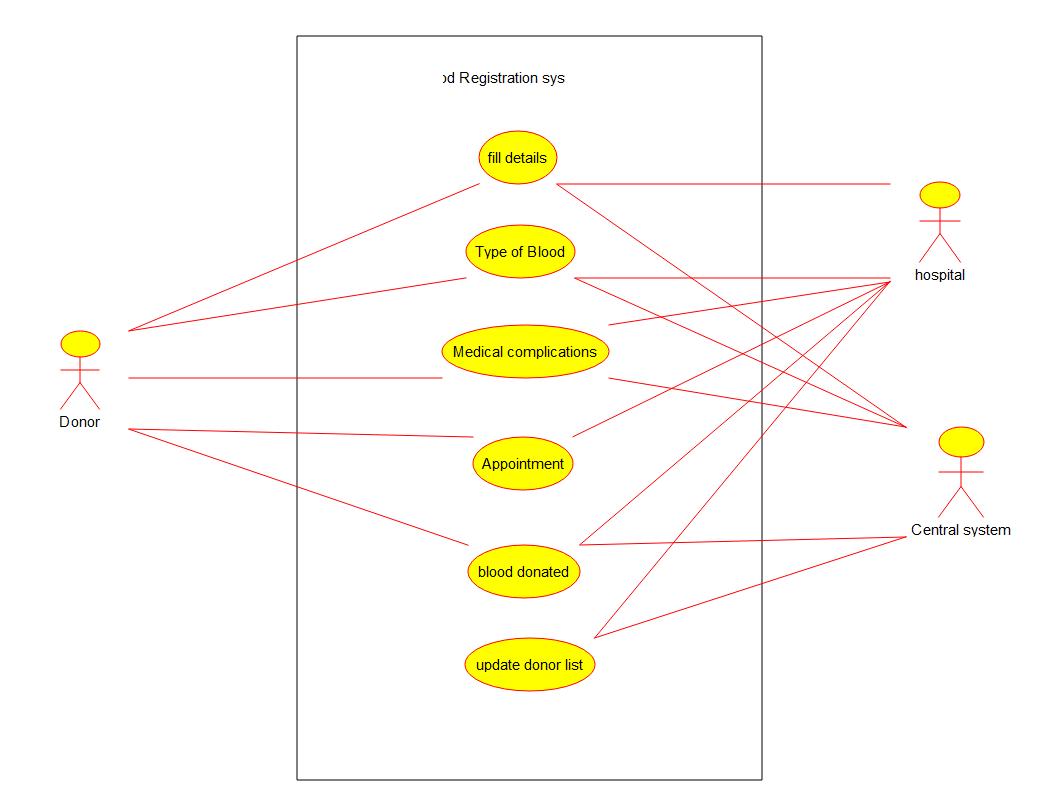 od Registration sys
fill details
Type of Blood
hospital
Medical complications
Donor
Appointment
Central system
blood donated
update donor list